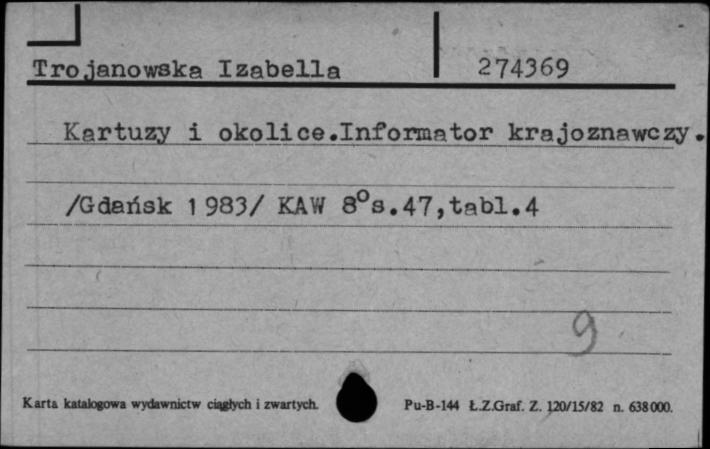 Trojanowska Izabella 274369
Kartuzy i okolice.Informator krajoznawczy.
/Gdańsk 1983/ KAW 8°s.47,tabl.4
9
Karta katalogowa wydawnictw ciągłych i zwartych. Pu-B-144 Ł.Z.Graf. Z. 120/15/82 n. 638000.